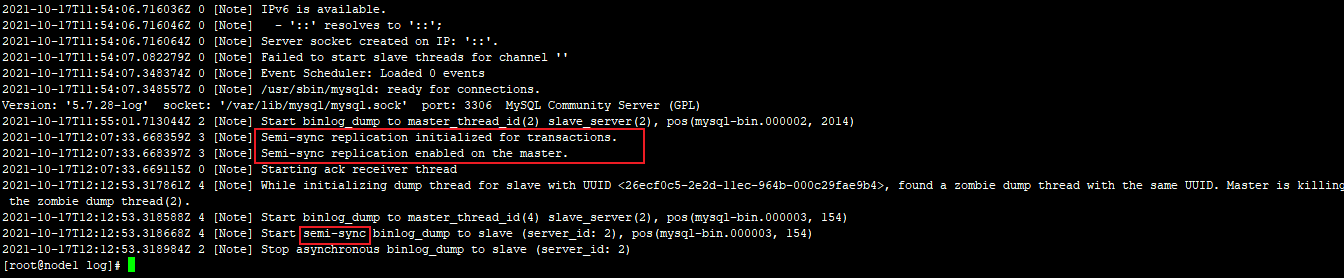 2021-10-17T11:54:06.716036Z 0 [Note] IPv6 is available.
2021-10-17T11:54:06.716046Z 0 [Note]   - '::' resolves to '::';
2021-10-17T11:54:06.716064Z 0 [Note] Server socket created on IP: '::'.
2021-10-17T11:54:07.082279Z 0 [Note] Failed to start slave threads for channel ''
2021-10-17T11:54:07.348374Z 0 [Note] Event Scheduler: Loaded 0 events
2021-10-17T11:54:07.348557Z 0 [Note] /usr/sbin/mysqld: ready for connections.
Version: '5.7.28-log'  socket: '/var/lib/mysql/mysql.sock'  port: 3306  MySQL Community Server (GPL)
2021-10-17T11:55:01.713044Z 2 [Note] Start binlog_dump to master_thread_id(2) slave_server(2), pos(mysql-bin.000002, 2014)
2021-10-17T12:07:33.668359Z 3 [Note] Semi-sync replication initialized for transactions.
2021-10-17T12:07:33.668397Z 3 [Note] Semi-sync replication enabled on the master.
2021-10-17T12:07:33.669115Z 0 [Note] Starting ack receiver thread
2021-10-17T12:12:53.317861Z 4 [Note] While initializing dump thread for slave with UUID <26ecf0c5-2e2d-11ec-964b-000c29fae9b4>, found a zombie dump thread with the same UUID. Master is killing
 the zombie dump thread(2).
2021-10-17T12:12:53.318588Z 4 [Note] Start binlog_dump to master_thread_id(4) slave_server(2), pos(mysql-bin.000003, 154)
2021-10-17T12:12:53.318668Z 4 [Note] Start semi-sync binlog_dump to slave (server_id: 2), pos(mysql-bin.000003, 154)
2021-10-17T12:12:53.318984Z 2 [Note] Stop asynchronous binlog_dump to slave (server_id: 2)
[root@node1 log]#